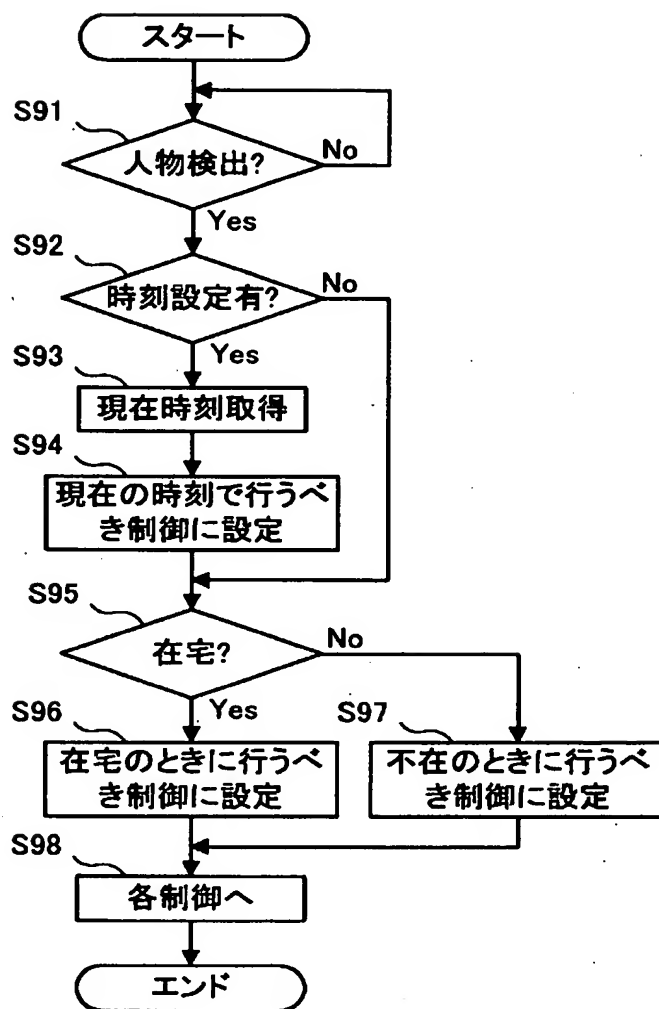 スタート
S91
人物検出?
No
Yes
S92
時刻設定有?
No
Yes
S93
現在時刻取得
S94
現在の時刻で行うべ
き制御に設定
S95
在宅?
No
Yes
S96
在宅のときに行うべ
き制御に設定
S97
不在のときに行うべ
き制御に設定
S98
各制御へ
エンド